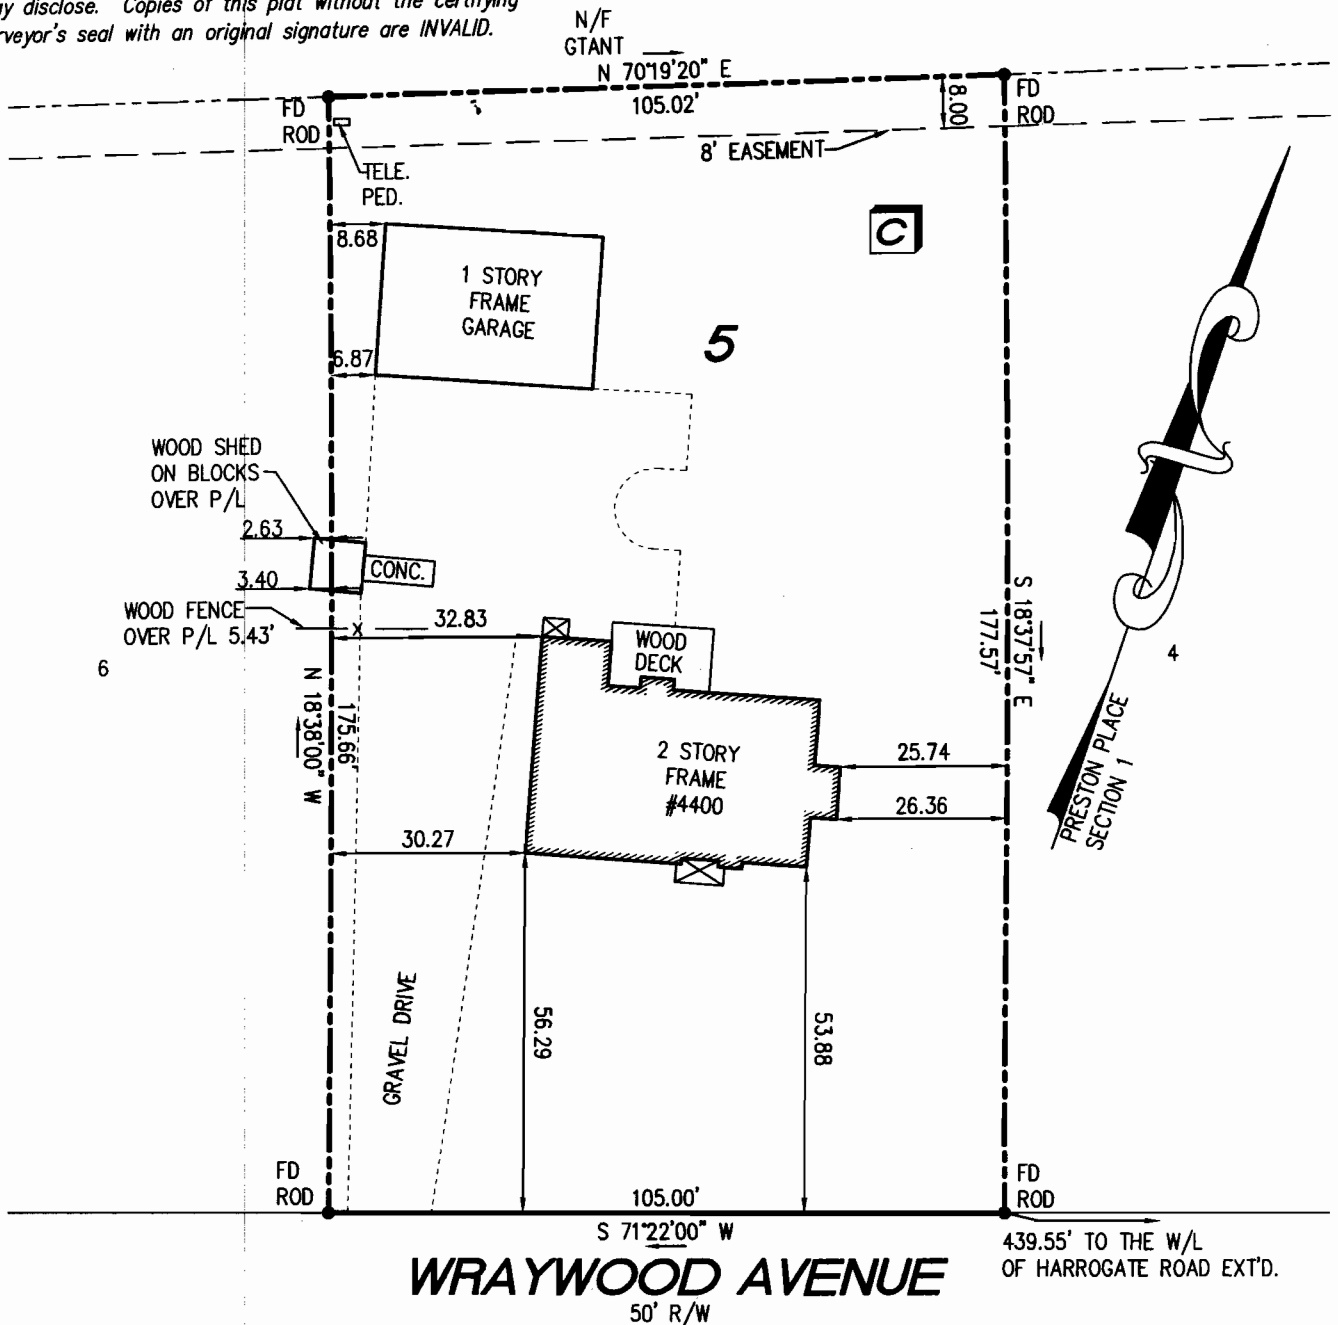 disclose. Copies of this plat without the certifying
seal with an original signature are INVALID.
N/F
GTANT
N 70°19'20" E
105.02'
FD
ROD
FD
ROD
8.00
8' EASEMENT
TELE.
PED.
C
8.68
1 STORY
FRAME
GARAGE
5
6.87
WOOD SHED
ON BLOCKS
OVER P/L
2.63
3.40
CONC.
WOOD FENCE
OVER P/L 5.43'
X
32.83
WOOD
DECK
6
4
N 18°38'00" W
175.66'
S 18°37'57" E
177.57'
2 STORY
FRAME
#4400
25.74
26.36
30.27
PRESTON PLACE
SECTION 1
GRAVEL DRIVE
56.29
53.88
FD
ROD
FD
ROD
105.00'
S 71°22'00" W
439.55' TO THE W/L
OF HARROGATE ROAD EXT'D.
WRAYWOOD AVENUE
50' R/W